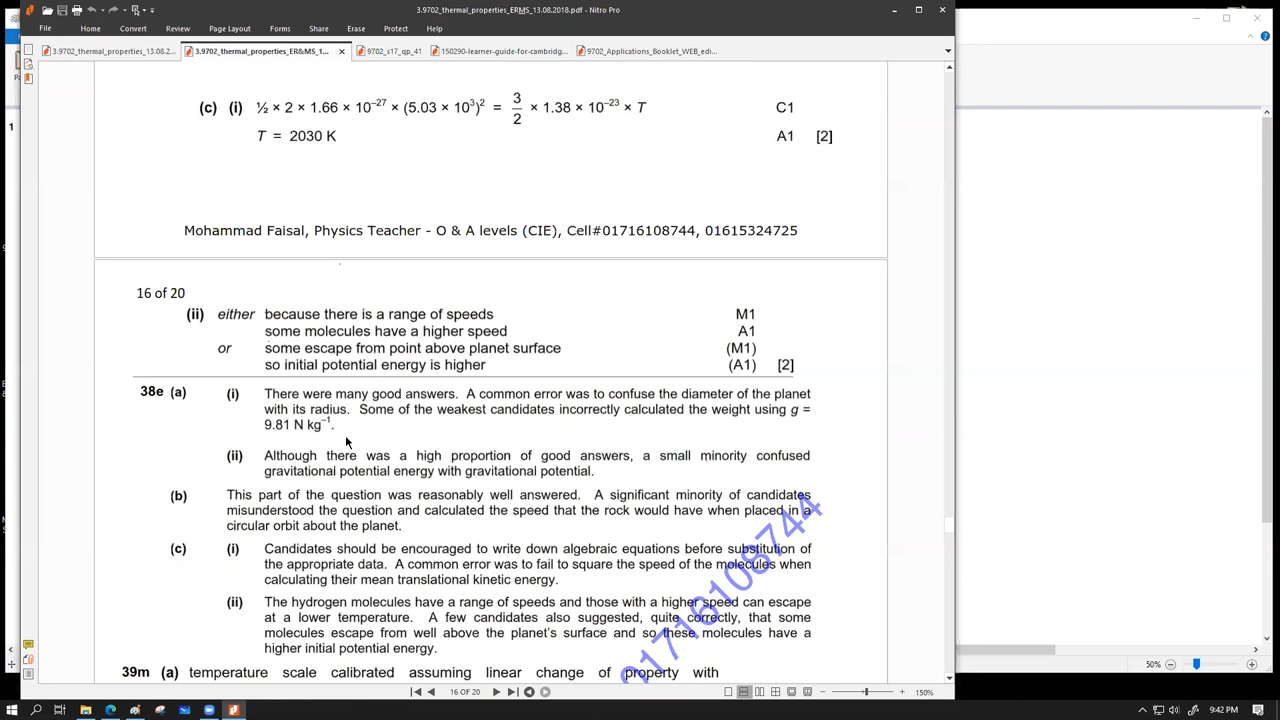 3.9702_thermal_properties_ERMS_13.08.2018.pdf - Nitro Pro
File Convert Create Review Page Layout Forms Share Erase Protect Help
3.9702_thermal_properties_13.08.2... 3.9702_thermal_properties_ER&MS_1... 9702_s17_qp_41 150290-learner-guide-for-cambridg... 9702_Applications_Booklet_WEB_edi...
(c) (i) ½ × 2 × 1.66 × 10⁻²⁷ × (5.03 × 10³)² = 3/2 × 1.38 × 10⁻²³ × T C1
T = 2030 K A1 [2]
Mohammad Faisal, Physics Teacher - O & A levels (CIE), Cell#01716108744, 01615324725
16 of 20
(ii) either because there is a range of speeds M1
some molecules have a higher speed A1
or some escape from point above planet surface (M1)
so initial potential energy is higher (A1) [2]
38e (a) (i) There were many good answers. A common error was to confuse the diameter of the planet
with its radius. Some of the weakest candidates incorrectly calculated the weight using g =
9.81 N kg⁻¹.
(ii) Although there was a high proportion of good answers, a small minority confused
gravitational potential energy with gravitational potential.
(b) This part of the question was reasonably well answered. A significant minority of candidates
misunderstood the question and calculated the speed that the rock would have when placed in a
circular orbit about the planet.
(c) (i) Candidates should be encouraged to write down algebraic equations before substitution of
the appropriate data. A common error was to fail to square the speed of the molecules when
calculating their mean translational kinetic energy.
(ii) The hydrogen molecules have a range of speeds and those with a higher speed can escape
at a lower temperature. A few candidates also suggested, quite correctly, that some
molecules escape from well above the planet's surface and so these molecules have a
higher initial potential energy.
01716108744
39m (a) temperature scale calibrated assuming linear change of property with
16 OF 20
150%
1
50%
9:42 PM